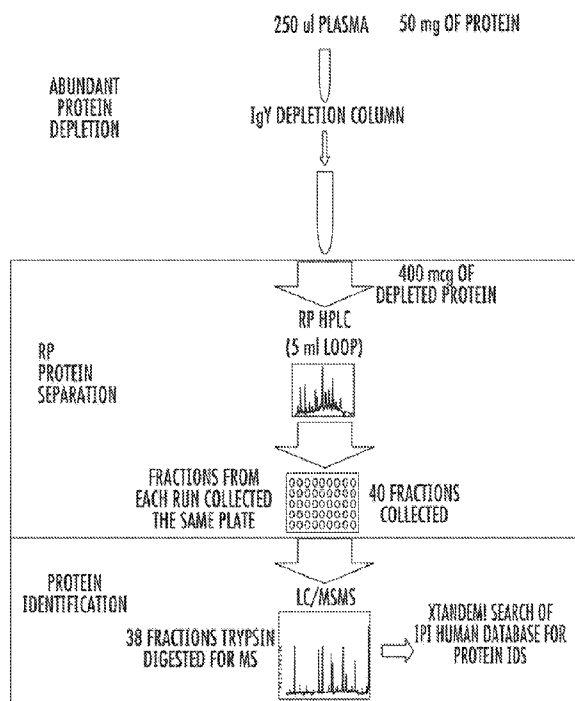 250 ul PLASMA 50 mg OF PROTEIN
ABUNDANT
PROTEIN
DEPLETION
IgY DEPLETION COLUMN
400 mcg OF
DEPLETED PROTEIN
RP HPLC
(5 ml LOOP)
RP
PROTEIN
SEPARATION
FRACTIONS FROM
EACH RUN COLLECTED
THE SAME PLATE
40 FRACTIONS
COLLECTED
PROTEIN
IDENTIFICATION
LC/MSMS
38 FRACTIONS TRYPSIN
DIGESTED FOR MS
XTANDEM! SEARCH OF
IPI HUMAN DATABASE FOR
PROTEIN IDS